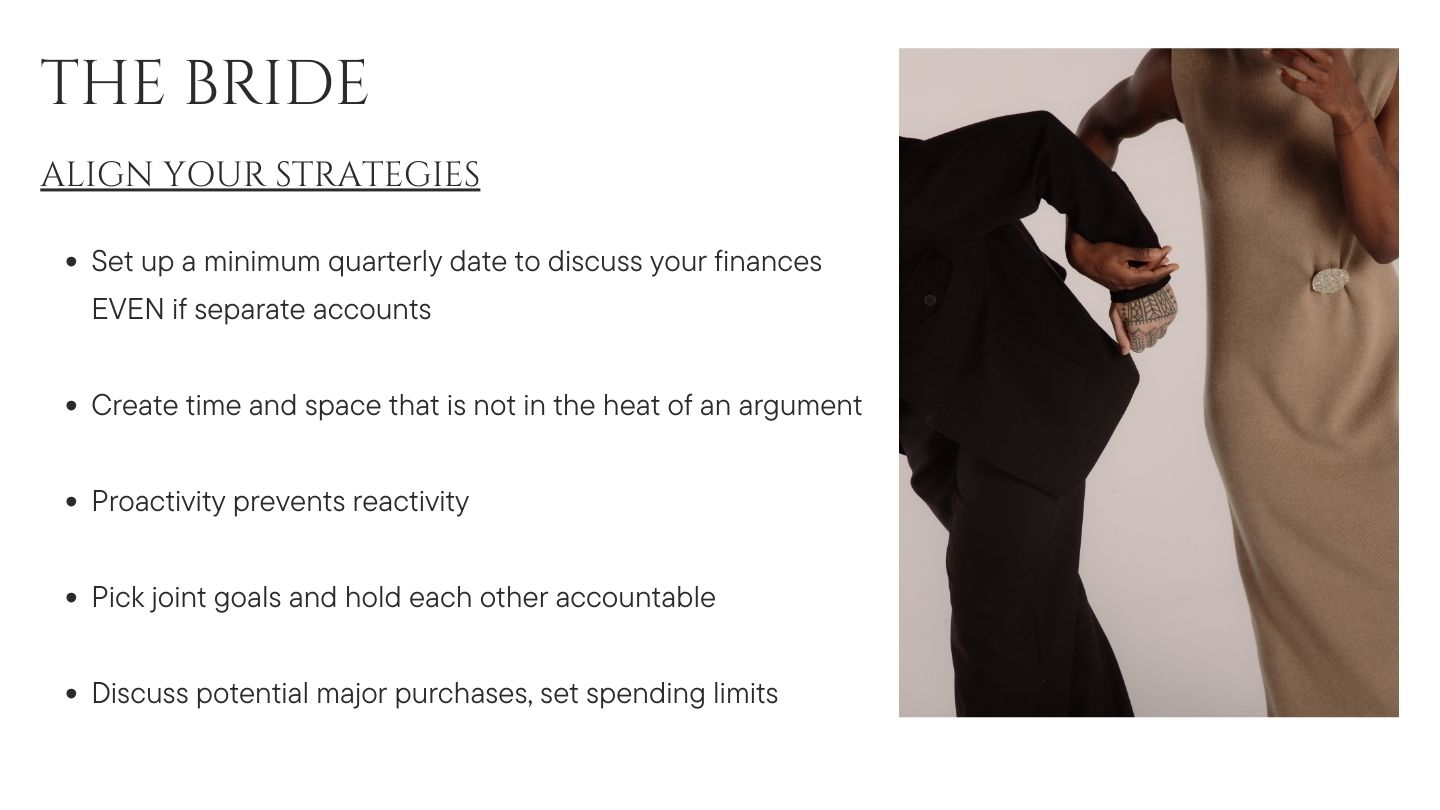 THE BRIDE
ALIGN YOUR STRATEGIES
• Set up a minimum quarterly date to discuss your finances
EVEN if separate accounts
• Create time and space that is not in the heat of an argument
• Proactivity prevents reactivity
• Pick joint goals and hold each other accountable
• Discuss potential major purchases, set spending limits